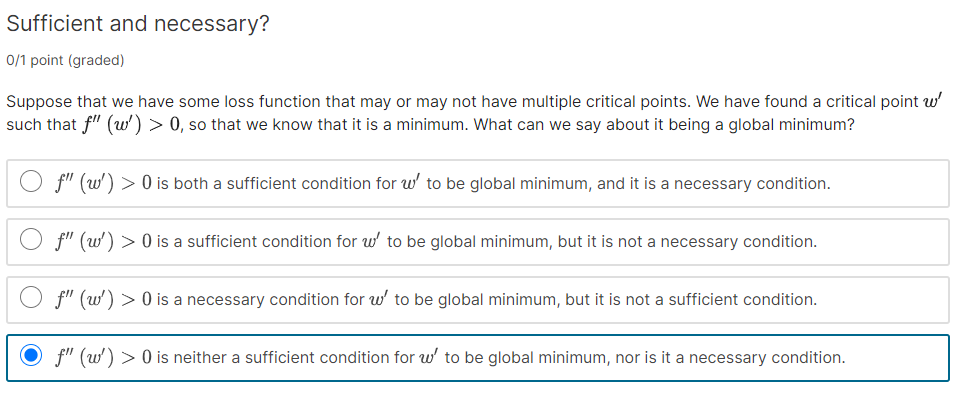 Sufficient and necessary?
0/1 point (graded)
Suppose that we have some loss function that may or may not have multiple critical points. We have found a critical point w′
such that f″ (w′) > 0, so that we know that it is a minimum. What can we say about it being a global minimum?
f″ (w′) > 0 is both a sufficient condition for w′ to be global minimum, and it is a necessary condition.
f″ (w′) > 0 is a sufficient condition for w′ to be global minimum, but it is not a necessary condition.
f″ (w′) > 0 is a necessary condition for w′ to be global minimum, but it is not a sufficient condition.
f″ (w′) > 0 is neither a sufficient condition for w′ to be global minimum, nor is it a necessary condition.